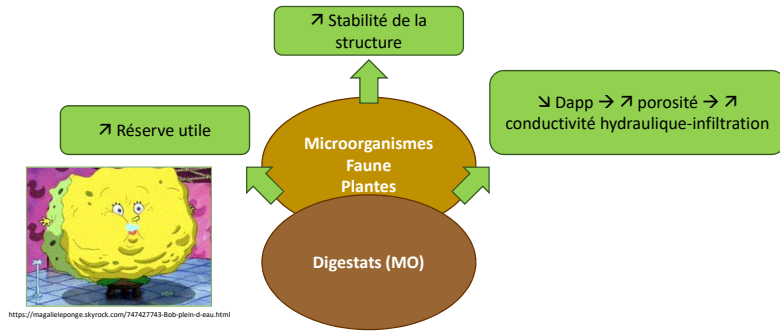 ↗ Stabilité de la
structure
↗ Réserve utile
↘ Dapp → ↗ porosité → ↗
conductivité hydraulique-infiltration
Microorganismes
Faune
Plantes
Digestats (MO)
https://magalieleponge.skyrock.com/747427743-Bob-plein-d-eau.html